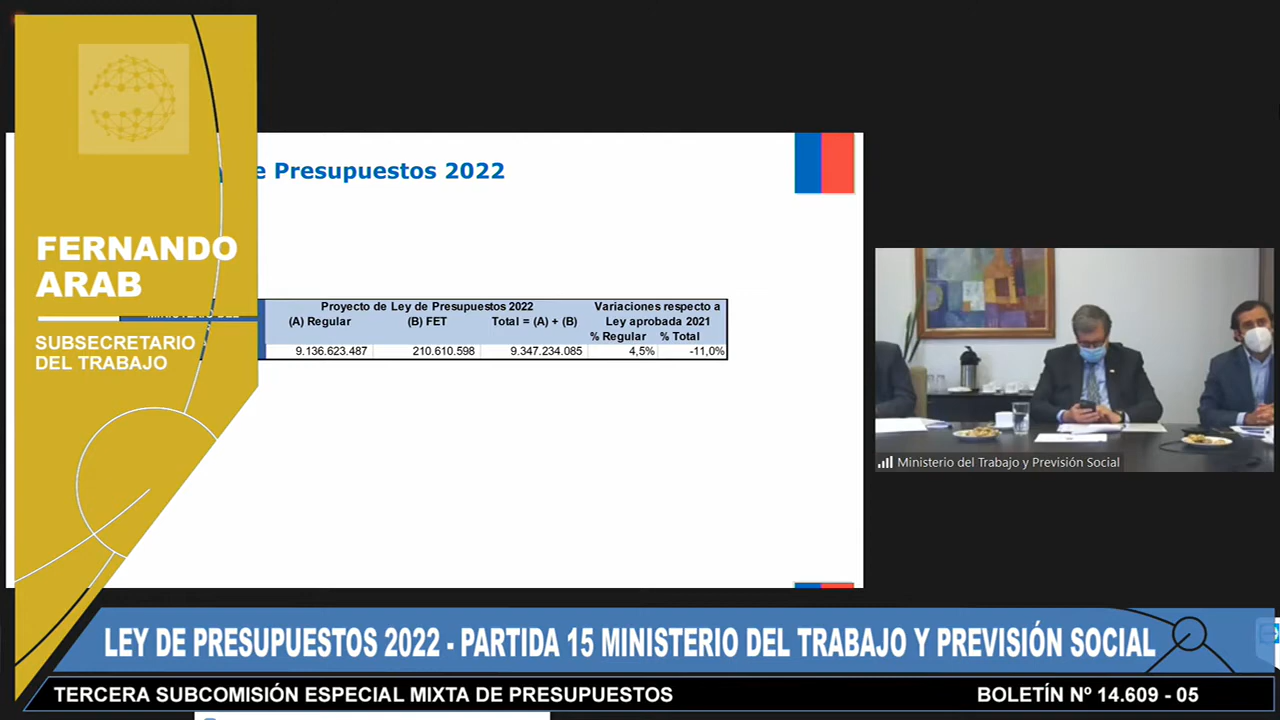 e Presupuestos 2022
FERNANDO
ARAB
SUBSECRETARIO
DEL TRABAJO
Proyecto de Ley de Presupuestos 2022
Variaciones respecto a
(A) Regular
(B) FET
Total = (A) + (B)
Ley aprobada 2021
% Regular
% Total
9.136.623.487
210.610.598
9.347.234.085
4,5%
-11,0%
Ministerio del Trabajo y Previsión Social
LEY DE PRESUPUESTOS 2022 - PARTIDA 15 MINISTERIO DEL TRABAJO Y PREVISIÓN SOCIAL
TERCERA SUBCOMISIÓN ESPECIAL MIXTA DE PRESUPUESTOS
BOLETÍN Nº 14.609 - 05